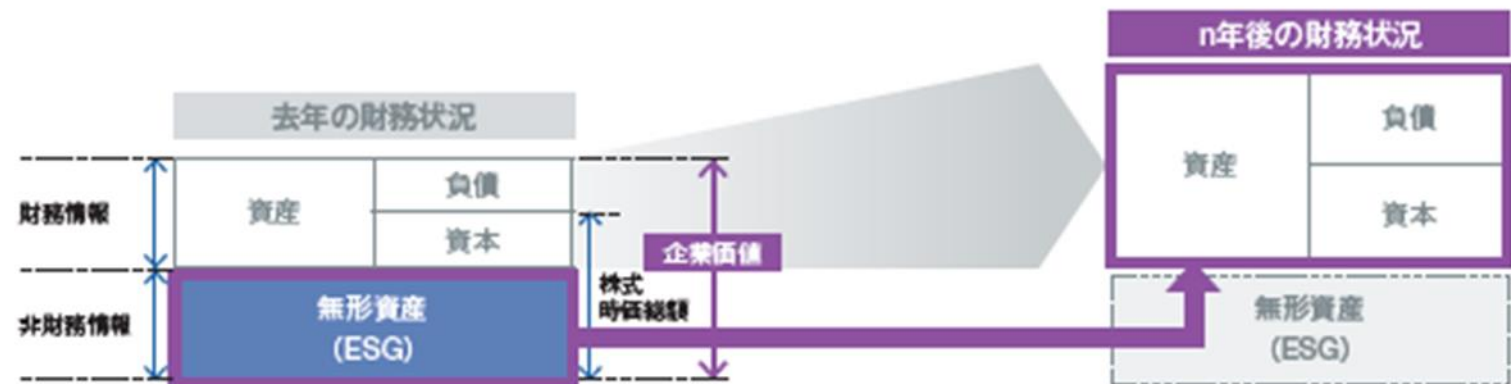 n年後の財務状況
去年の財務状況
財務情報
資産
負債
資本
企業価値
株式
時価総額
非財務情報
無形資産
(ESG)
資産
負債
資本
無形資産
(ESG)